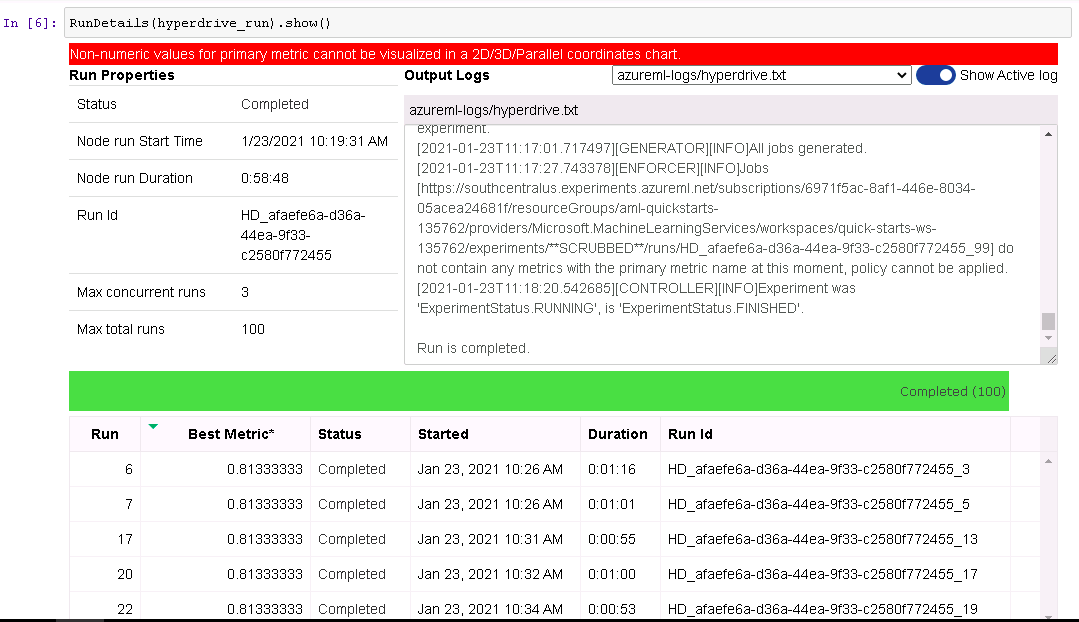 In [6]: RunDetails(hyperdrive_run).show()
Non-numeric values for primary metric cannot be visualized in a 2D/3D/Parallel coordinates chart.
Run Properties
Status Completed
Node run Start Time 1/23/2021 10:19:31 AM
Node run Duration 0:58:48
Run Id HD_afaefe6a-d36a-
44ea-9f33-
c2580f772455
Max concurrent runs 3
Max total runs 100
Output Logs azureml-logs/hyperdrive.txt Show Active log
azureml-logs/hyperdrive.txt
experiment.
[2021-01-23T11:17:01.717497][GENERATOR][INFO]All jobs generated.
[2021-01-23T11:17:27.743378][ENFORCER][INFO]Jobs
[https://southcentralus.experiments.azureml.net/subscriptions/6971f5ac-8af1-446e-8034-
05acea24681f/resourceGroups/aml-quickstarts-
135762/providers/Microsoft.MachineLearningServices/workspaces/quick-starts-ws-
135762/experiments/**SCRUBBED**/runs/HD_afaefe6a-d36a-44ea-9f33-c2580f772455_99] do
not contain any metrics with the primary metric name at this moment, policy cannot be applied.
[2021-01-23T11:18:20.542685][CONTROLLER][INFO]Experiment was
'ExperimentStatus.RUNNING', is 'ExperimentStatus.FINISHED'.
Run is completed.
Completed (100)
Run Best Metric* Status Started Duration Run Id
6 0.81333333 Completed Jan 23, 2021 10:26 AM 0:01:16 HD_afaefe6a-d36a-44ea-9f33-c2580f772455_3
7 0.81333333 Completed Jan 23, 2021 10:26 AM 0:01:01 HD_afaefe6a-d36a-44ea-9f33-c2580f772455_5
17 0.81333333 Completed Jan 23, 2021 10:31 AM 0:00:55 HD_afaefe6a-d36a-44ea-9f33-c2580f772455_13
20 0.81333333 Completed Jan 23, 2021 10:32 AM 0:01:00 HD_afaefe6a-d36a-44ea-9f33-c2580f772455_17
22 0.81333333 Completed Jan 23, 2021 10:34 AM 0:00:53 HD_afaefe6a-d36a-44ea-9f33-c2580f772455_19